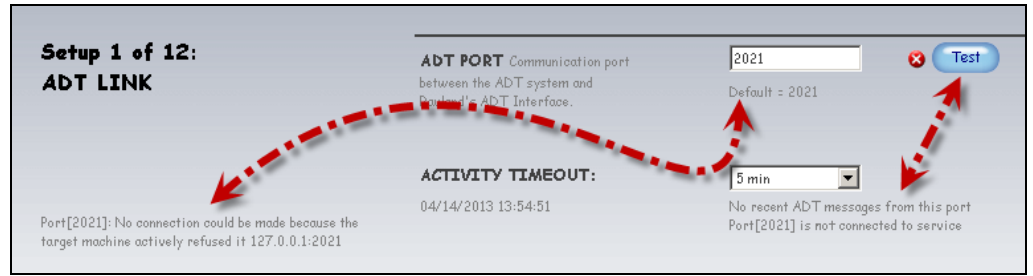 Setup 1 of 12:
ADT LINK
ADT PORT Communication port
between the ADT system and
Dauland's ADT Interface.
2021
Test
Default = 2021
ACTIVITY TIMEOUT:
5 min
04/14/2013 13:54:51
No recent ADT messages from this port
Port[2021] is not connected to service
Port[2021]: No connection could be made because the
target machine actively refused it 127.0.0.1:2021